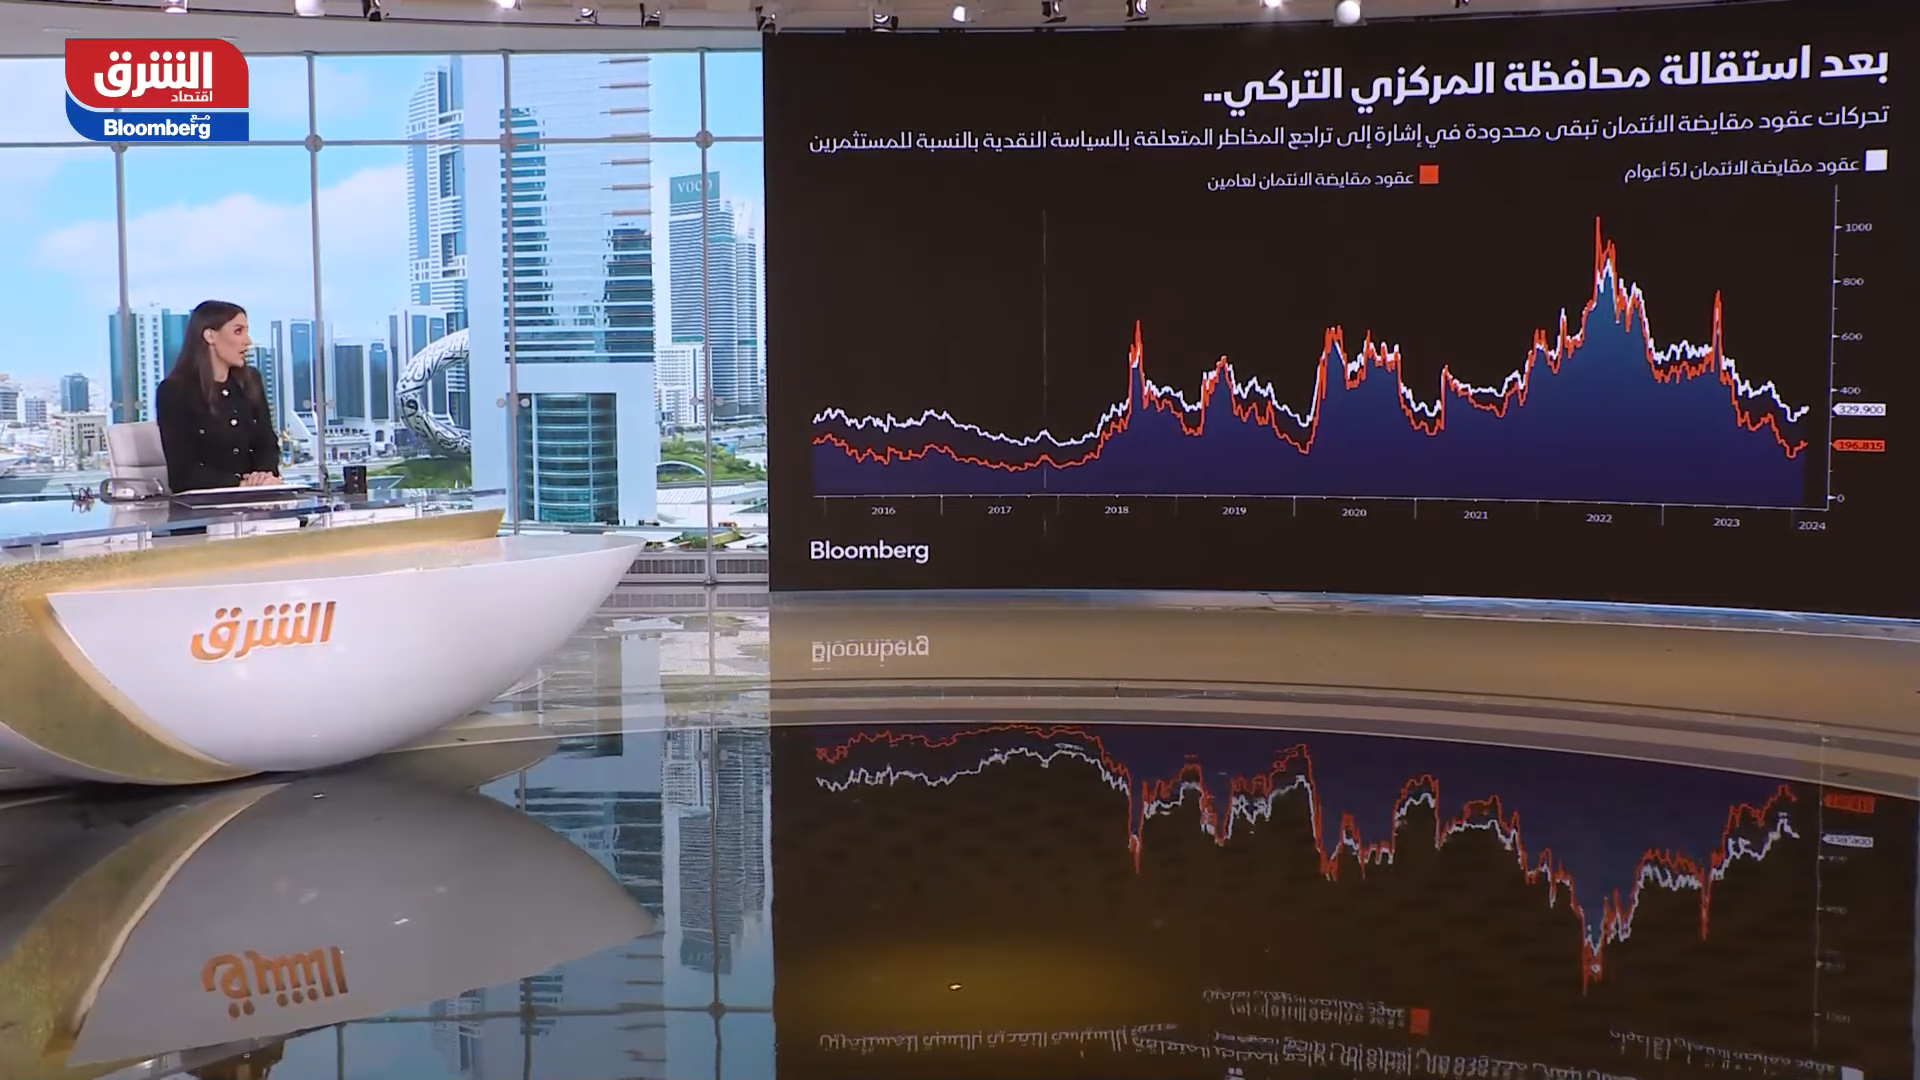 الشرق
اقتصاد
مع
Bloomberg
VOCO
بعد استقالة محافظة المركزي التركي..
تحركات عقود مقايضة الائتمان تبقى محدودة في إشارة إلى تراجع المخاطر المتعلقة بالسياسة النقدية بالنسبة للمستثمرين
عقود مقايضة الائتمان لـ5 أعوام
عقود مقايضة الائتمان لعامين
1000
800
600
400
329.900
196.815
0
2016 2017 2018 2019 2020 2021 2022 2023 2024
Bloomberg
الشرق